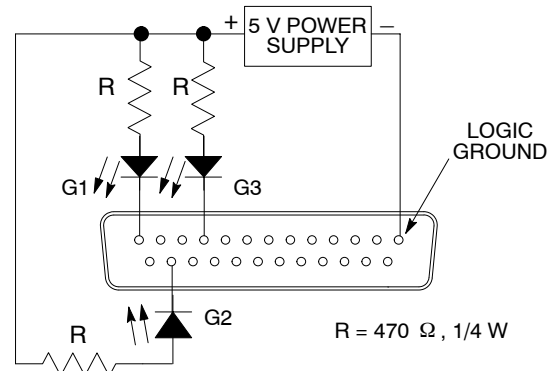 +
5 V POWER
SUPPLY
−
R
R
LOGIC
GROUND
G1
G3
G2
R
R = 470 Ω , 1/4 W